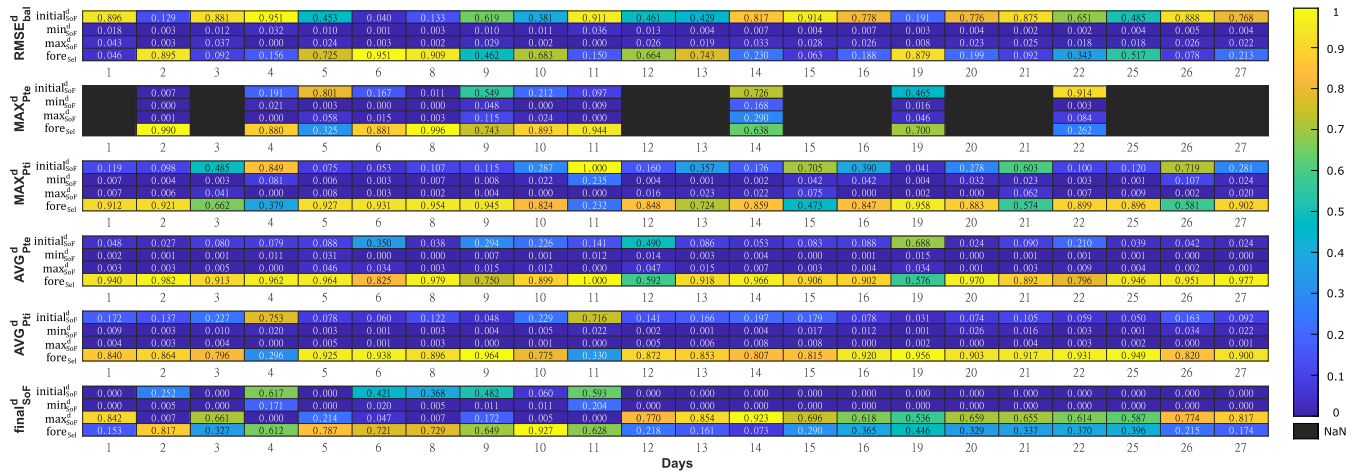 RMSE^d_bal
initial^d_SoF 0.896 0.129 0.881 0.951 0.453 0.040 0.133 0.619 0.381 0.911 0.461 0.429 0.817 0.914 0.778 0.191 0.776 0.875 0.651 0.485 0.888 0.768
min^d_SoF 0.018 0.003 0.012 0.032 0.010 0.001 0.003 0.010 0.011 0.036 0.013 0.004 0.007 0.004 0.007 0.023 0.004 0.002 0.002 0.004 0.005 0.004
max^d_SoF 0.043 0.003 0.037 0.000 0.024 0.003 0.002 0.029 0.002 0.000 0.026 0.019 0.033 0.028 0.026 0.008 0.023 0.021 0.015 0.018 0.026 0.022
fore_Sel 0.046 0.895 0.092 0.156 0.725 0.951 0.909 0.462 0.683 0.150 0.664 0.743 0.230 0.063 0.188 0.879 0.199 0.092 0.343 0.517 0.078 0.213
1 2 3 4 5 6 7 9 10 11 12 13 14 15 16 19 20 21 22 25 26 27
MAX^d_Pte
initial^d_SoF 0.007 0.191 0.801 0.167 0.011 0.549 0.212 0.097 0.726 0.465 0.914
min^d_SoF 0.000 0.021 0.003 0.000 0.000 0.048 0.000 0.009 0.168 0.016 0.003
max^d_SoF 0.001 0.000 0.058 0.015 0.003 0.115 0.024 0.000 0.290 0.046 0.084
fore_Sel 0.990 0.880 0.325 0.881 0.996 0.743 0.893 0.944 0.638 0.700 0.262
1 2 3 4 5 6 7 9 10 11 12 13 14 15 16 19 20 21 22 25 26 27
MAX^d_Pti
initial^d_SoF 0.119 0.098 0.485 0.849 0.075 0.053 0.107 0.115 0.287 1.000 0.160 0.357 0.176 0.705 0.390 0.041 0.278 0.603 0.100 0.120 0.719 0.281
min^d_SoF 0.007 0.004 0.003 0.081 0.006 0.003 0.007 0.008 0.022 0.235 0.004 0.001 0.002 0.042 0.042 0.004 0.032 0.023 0.003 0.001 0.107 0.024
max^d_SoF 0.007 0.006 0.041 0.000 0.008 0.003 0.002 0.004 0.000 0.000 0.016 0.023 0.002 0.075 0.002 0.000 0.021 0.062 0.007 0.009 0.002 0.020
fore_Sel 0.912 0.921 0.662 0.379 0.927 0.931 0.954 0.945 0.824 0.232 0.848 0.724 0.859 0.473 0.847 0.958 0.883 0.574 0.899 0.896 0.581 0.902
1 2 3 4 5 6 7 9 10 11 12 13 14 15 16 19 20 21 22 25 26 27
AVG^d_Pte
initial^d_SoF 0.048 0.027 0.080 0.079 0.088 0.350 0.038 0.294 0.226 0.141 0.490 0.086 0.053 0.083 0.088 0.688 0.024 0.090 0.210 0.039 0.042 0.024
min^d_SoF 0.002 0.001 0.001 0.011 0.031 0.000 0.000 0.007 0.001 0.012 0.014 0.000 0.000 0.002 0.003 0.014 0.001 0.003 0.004 0.000 0.003 0.000
max^d_SoF 0.003 0.003 0.005 0.000 0.046 0.034 0.003 0.015 0.002 0.000 0.047 0.015 0.007 0.003 0.004 0.034 0.000 0.009 0.013 0.003 0.000 0.002
fore_Sel 0.940 0.982 0.913 0.962 0.964 0.825 0.979 0.750 0.899 1.000 0.592 0.918 0.966 0.906 0.902 0.576 0.970 0.892 0.796 0.946 0.951 0.977
1 2 3 4 5 6 7 9 10 11 12 13 14 15 16 19 20 21 22 25 26 27
AVG^d_Pti
initial^d_SoF 0.172 0.137 0.227 0.753 0.078 0.060 0.122 0.048 0.229 0.716 0.141 0.166 0.197 0.179 0.078 0.031 0.074 0.105 0.059 0.050 0.163 0.092
min^d_SoF 0.009 0.003 0.010 0.020 0.003 0.001 0.003 0.004 0.005 0.022 0.002 0.001 0.004 0.017 0.012 0.001 0.026 0.016 0.003 0.001 0.022 0.003
max^d_SoF 0.004 0.003 0.004 0.000 0.004 0.003 0.002 0.001 0.000 0.000 0.005 0.006 0.005 0.008 0.008 0.000 0.002 0.002 0.004 0.002 0.002 0.004
fore_Sel 0.840 0.864 0.796 0.296 0.925 0.938 0.896 0.964 0.775 0.330 0.872 0.853 0.807 0.815 0.920 0.956 0.903 0.917 0.931 0.949 0.820 0.900
1 2 3 4 5 6 7 9 10 11 12 13 14 15 16 19 20 21 22 25 26 27
final^d_SoF
initial^d_SoF 0.000 0.252 0.000 0.617 0.000 0.421 0.368 0.482 0.060 0.593 0.000 0.000 0.000 0.000 0.000 0.000 0.000 0.000 0.000 0.000 0.000 0.000
min^d_SoF 0.000 0.005 0.000 0.171 0.000 0.020 0.005 0.011 0.011 0.204 0.000 0.000 0.000 0.000 0.000 0.000 0.000 0.000 0.000 0.000 0.000 0.000
max^d_SoF 0.842 0.007 0.661 0.000 0.214 0.047 0.007 0.172 0.005 0.000 0.770 0.854 0.923 0.696 0.618 0.536 0.659 0.655 0.614 0.587 0.774 0.817
fore_Sel 0.153 0.817 0.327 0.612 0.787 0.721 0.729 0.649 0.927 0.628 0.218 0.161 0.073 0.290 0.365 0.446 0.329 0.337 0.370 0.396 0.215 0.174
1 2 3 4 5 6 7 9 10 11 12 13 14 15 16 19 20 21 22 25 26 27
Days
1
0.9
0.8
0.7
0.6
0.5
0.4
0.3
0.2
0.1
0
NaN